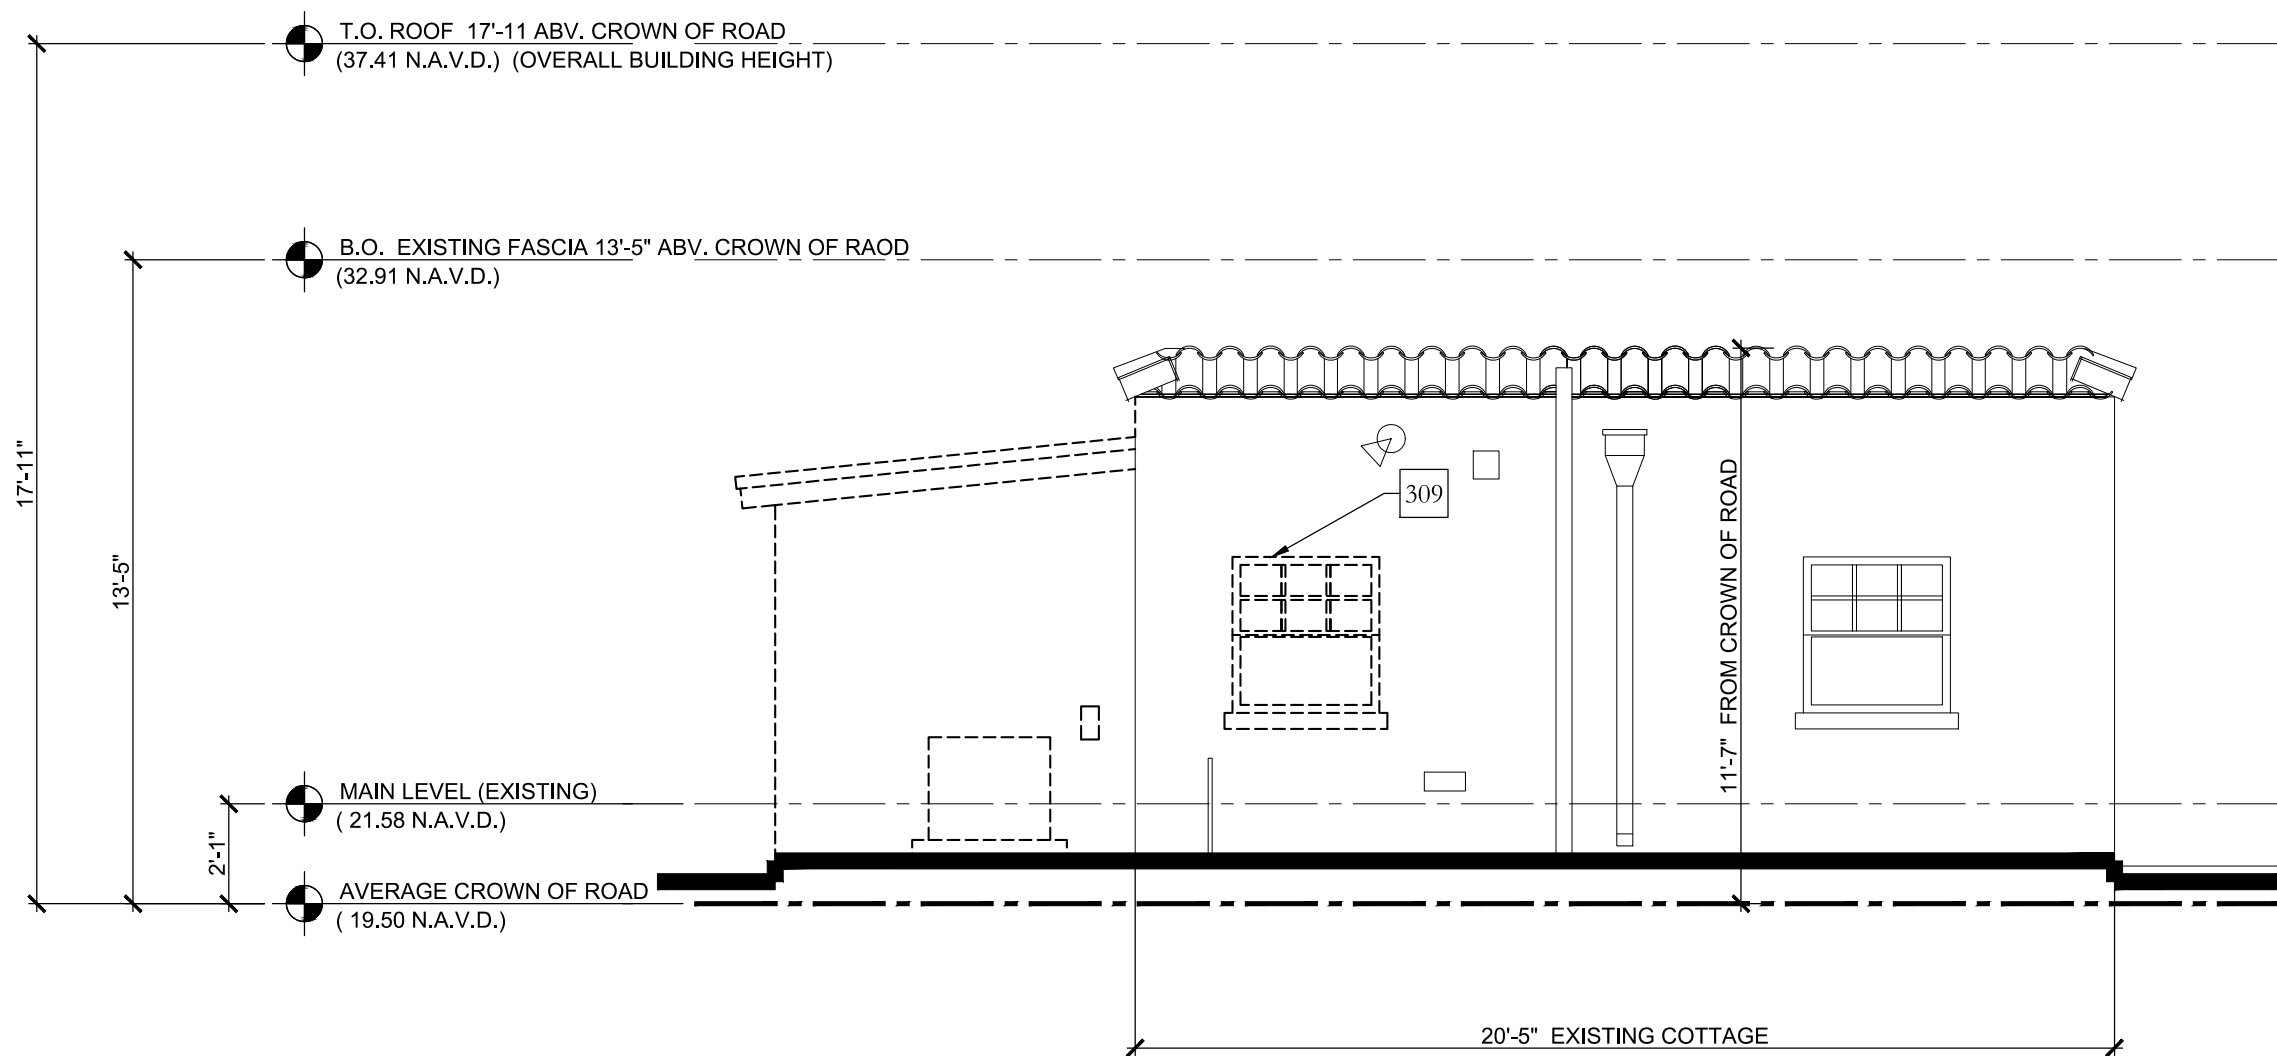 T.O. ROOF  17'-11 ABV. CROWN OF ROAD
(37.41 N.A.V.D.)  (OVERALL BUILDING HEIGHT)
B.O.  EXISTING FASCIA 13'-5" ABV. CROWN OF RAOD
(32.91 N.A.V.D.)
17'-11"
13'-5"
309
11'-7"  FROM CROWN OF ROAD
MAIN LEVEL (EXISTING)
( 21.58 N.A.V.D.)
2'-1"
AVERAGE CROWN OF ROAD
( 19.50 N.A.V.D.)
20'-5"  EXISTING COTTAGE